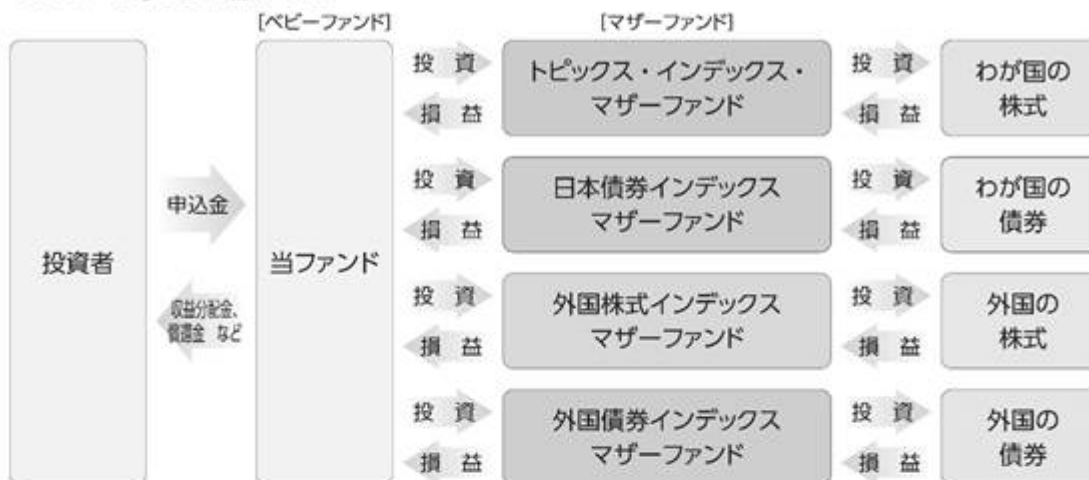 [ベビーファンド]
[マザーファンド]
投資者
申込金
収益分配金、
償還金 など
当ファンド
投 資
損 益
トピックス・インデックス・
マザーファンド
投 資
損 益
わが国の
株式
投 資
損 益
日本債券インデックス
マザーファンド
投 資
損 益
わが国の
債券
投 資
損 益
外国株式インデックス
マザーファンド
投 資
損 益
外国の
株式
投 資
損 益
外国債券インデックス
マザーファンド
投 資
損 益
外国の
債券